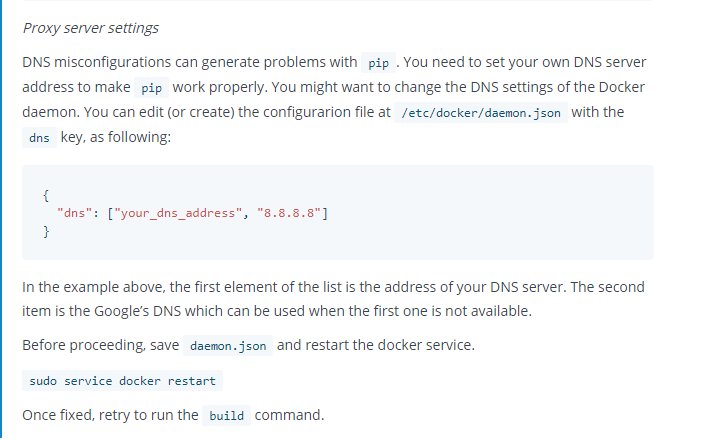 Proxy server settings
DNS misconfigurations can generate problems with pip . You need to set your own DNS server
address to make pip work properly. You might want to change the DNS settings of the Docker
daemon. You can edit (or create) the configurarion file at /etc/docker/daemon.json with the
dns key, as following:
{
  "dns": ["your_dns_address", "8.8.8.8"]
}
In the example above, the first element of the list is the address of your DNS server. The second
item is the Google’s DNS which can be used when the first one is not available.
Before proceeding, save daemon.json and restart the docker service.
sudo service docker restart
Once fixed, retry to run the build command.